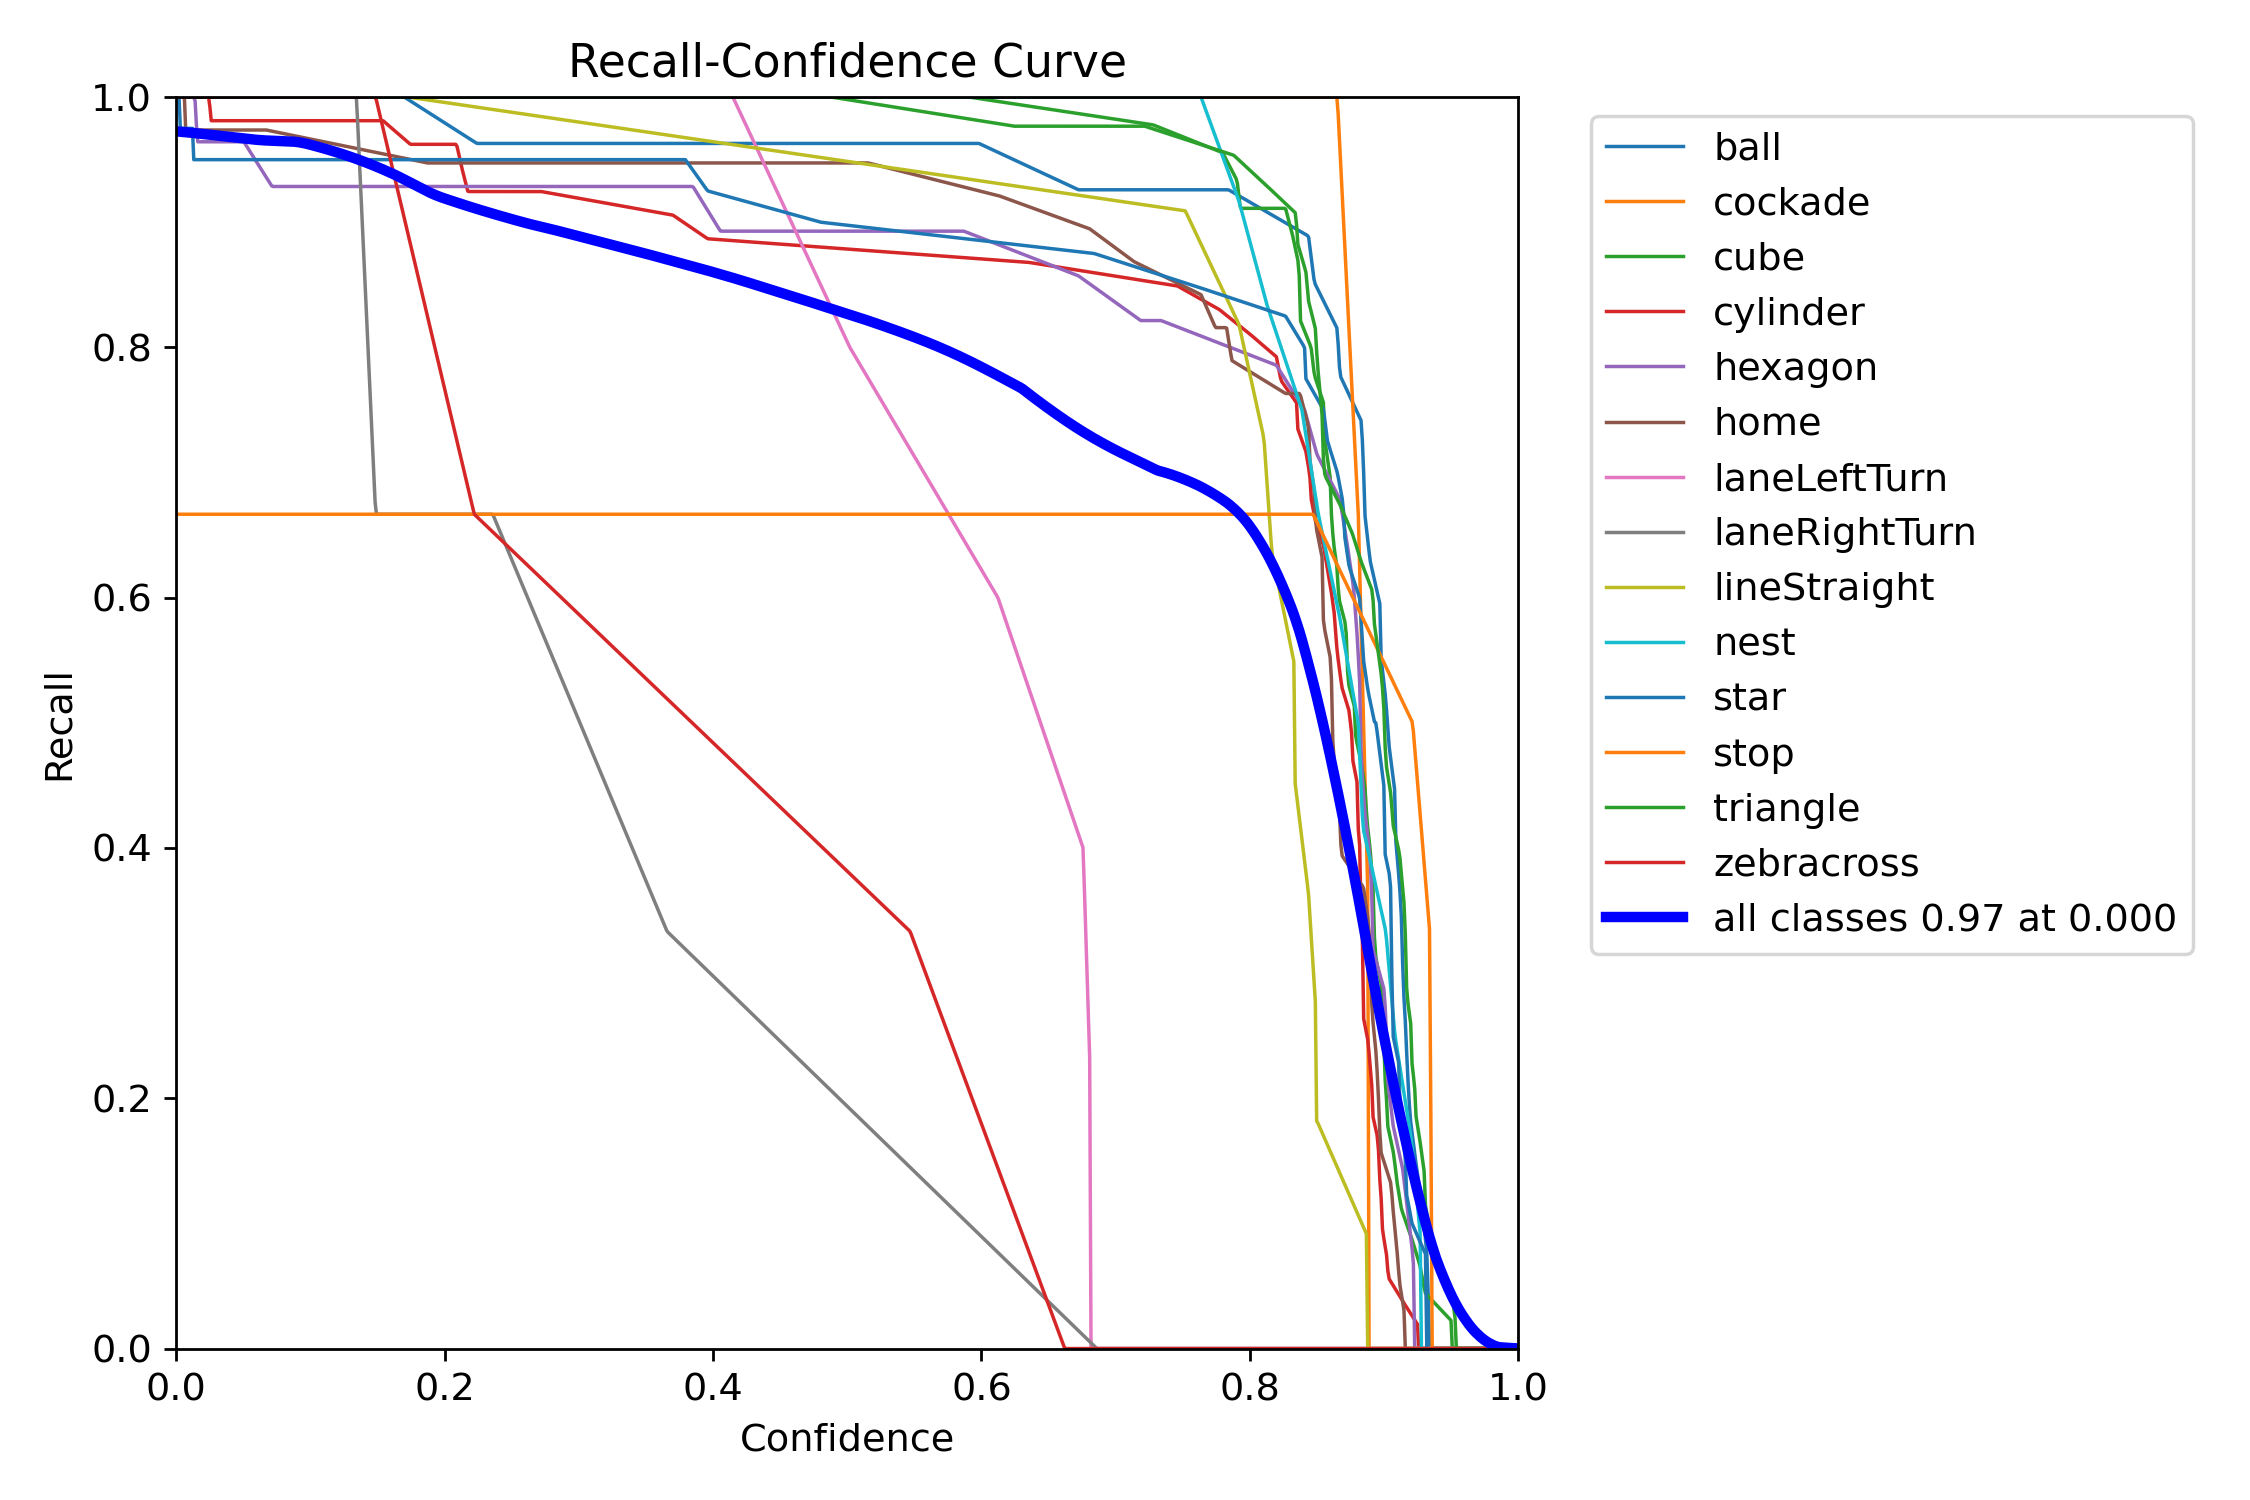 Recall-Confidence Curve
1.0
0.8
0.6
0.4
0.2
0.0
Recall
0.0 0.2 0.4 0.6 0.8 1.0
Confidence
ball
cockade
cube
cylinder
hexagon
home
laneLeftTurn
laneRightTurn
lineStraight
nest
star
stop
triangle
zebracross
all classes 0.97 at 0.000